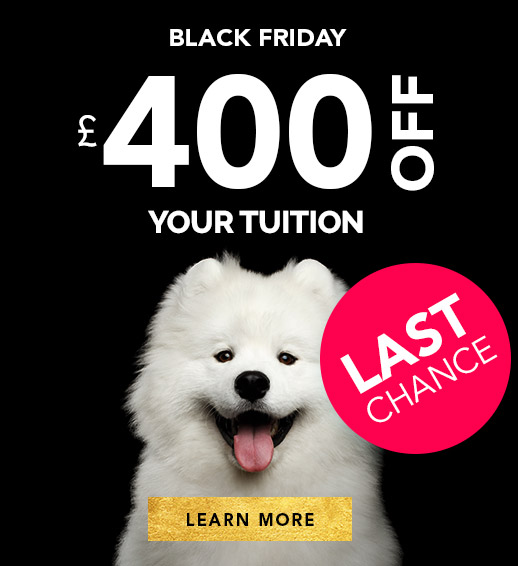 BLACK FRIDAY
£400 OFF
YOUR TUITION
LAST
CHANCE
LEARN MORE